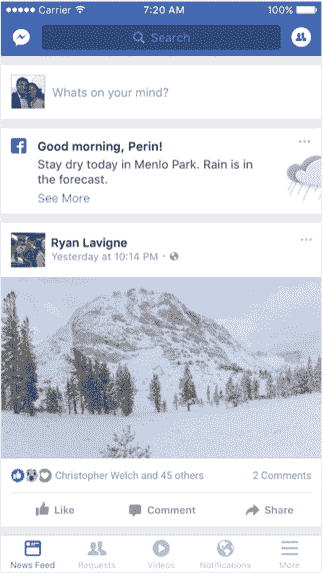 Carrier 7:20 AM 100%
Search
Whats on your mind?
Good morning, Perin!
Stay dry today in Menlo Park. Rain is in
the forecast.
See More
Ryan Lavigne
Yesterday at 10:14 PM ·
Christopher Welch and 45 others 2 Comments
Like Comment Share
News Feed Requests Videos Notifications More